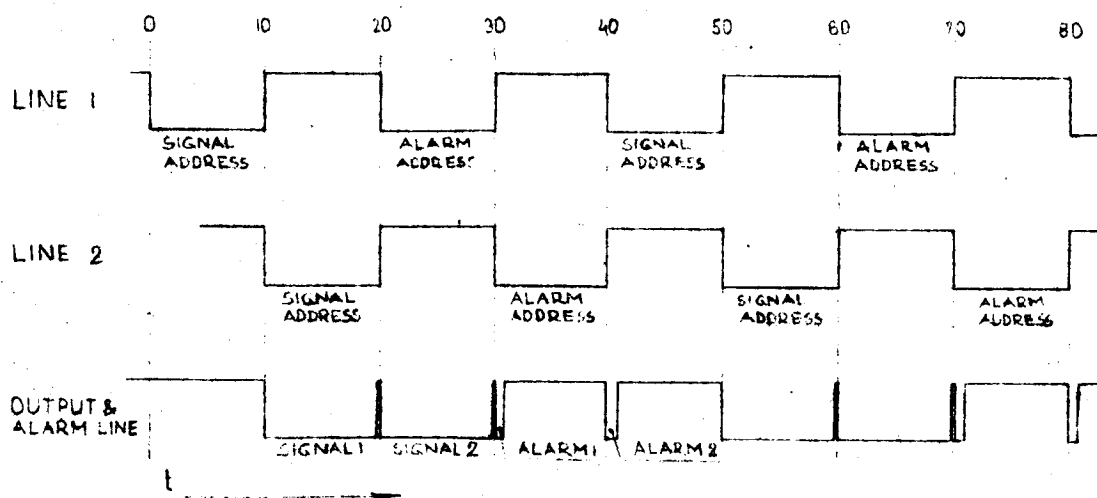 0 10 20 30 40 50 60 70 80
LINE 1
SIGNAL ADDRESS
ALARM ADDRESS
SIGNAL ADDRESS
ALARM ADDRESS
LINE 2
SIGNAL ADDRESS
ALARM ADDRESS
SIGNAL ADDRESS
ALARM ADDRESS
OUTPUT &
ALARM LINE
SIGNAL 1 SIGNAL 2 ALARM 1 ALARM 2
t